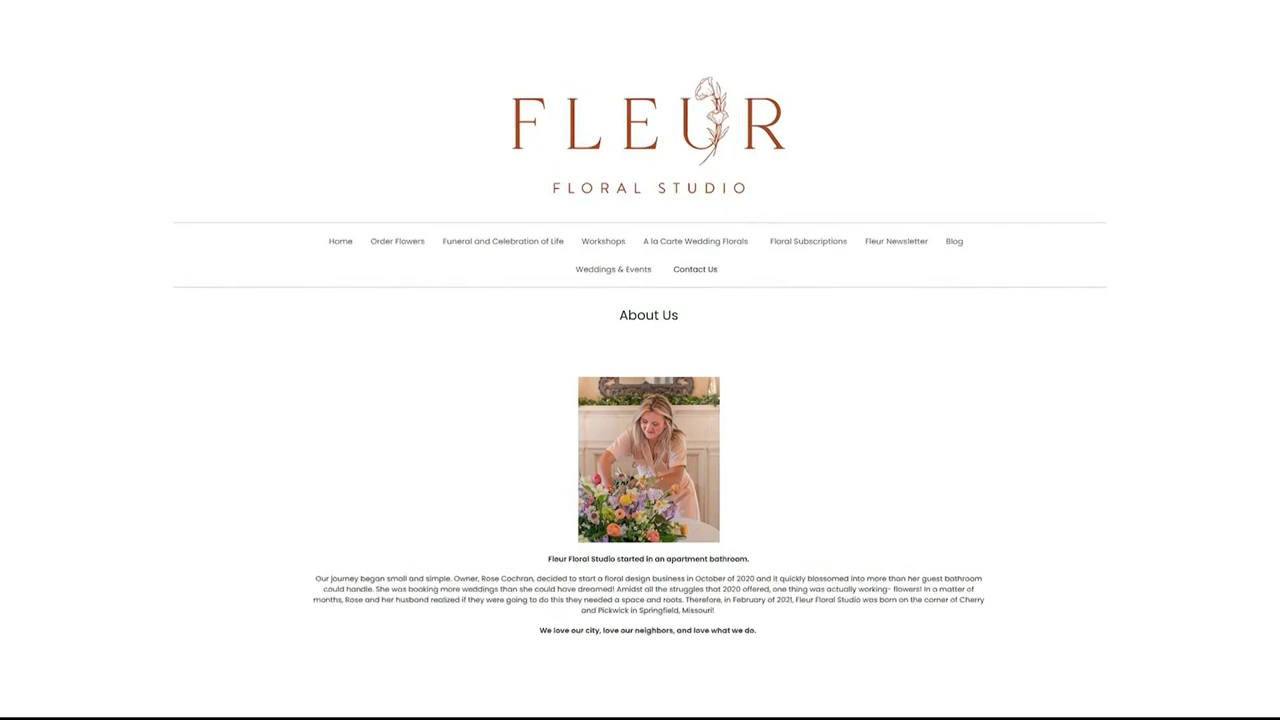 FLEUR
FLORAL STUDIO
Home Order Flowers Funeral and Celebration of Life Workshops A la Carte Wedding Florals Floral Subscriptions Fleur Newsletter Blog
Weddings & Events Contact Us
About Us
Fleur Floral Studio started in an apartment bathroom.
Our journey began small and simple. Owner, Rose Cochran, decided to start a floral design business in October of 2020 and it quickly blossomed into more than her guest bathroom
could handle. She was booking more weddings than she could have dreamed! Amidst all the struggles that 2020 offered, one thing was actually working- flowers! In a matter of
months, Rose and her husband realized if they were going to do this they needed a space and roots. Therefore, in February of 2021, Fleur Floral Studio was born on the corner of Cherry
and Pickwick in Springfield, Missouri!
We love our city, love our neighbors, and love what we do.